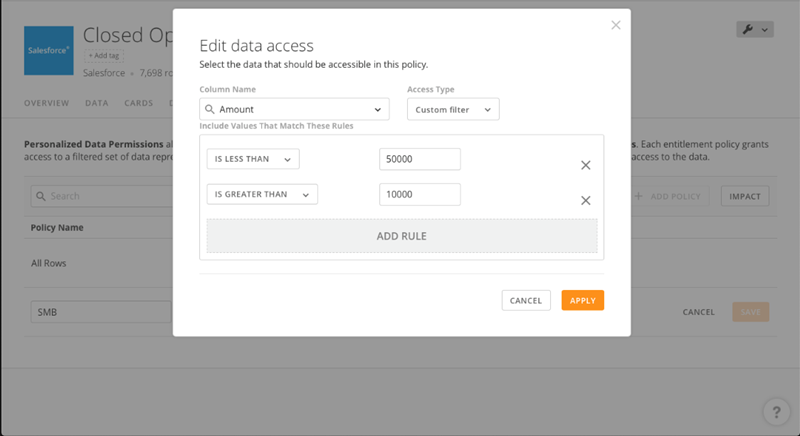 Closed Op
Salesforce
+ Add tag
Salesforce • 7,698 ro
OVERVIEW DATA CARDS D
Personalized Data Permissions al
s. Each entitlement policy grants
access to a filtered set of data repre
access to the data.
Search
+ ADD POLICY
IMPACT
Policy Name
All Rows
SMB
CANCEL
SAVE
?
Edit data access
Select the data that should be accessible in this policy.
Column Name
Access Type
Amount
Custom filter
Include Values That Match These Rules
IS LESS THAN
50000
IS GREATER THAN
10000
ADD RULE
CANCEL
APPLY